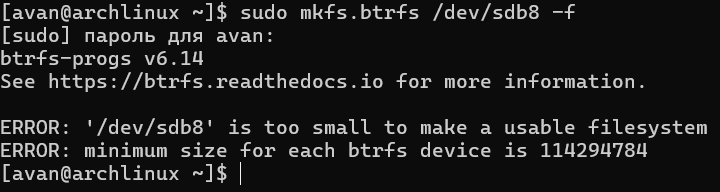 [avan@archlinux ~]$ sudo mkfs.btrfs /dev/sdb8 -f
[sudo] пароль для avan:
btrfs-progs v6.14
See https://btrfs.readthedocs.io for more information.
ERROR: '/dev/sdb8' is too small to make a usable filesystem
ERROR: minimum size for each btrfs device is 114294784
[avan@archlinux ~]$